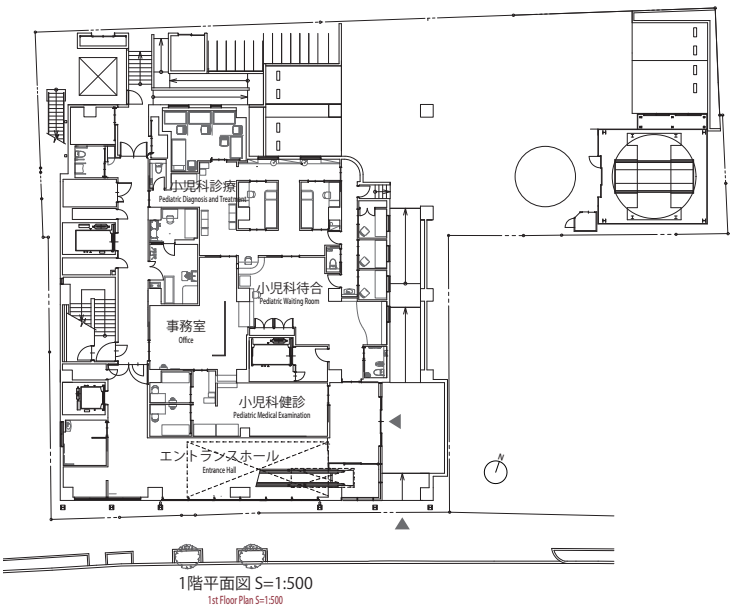 小児科診療
Pediatric Diagnosis and Treatment
小児科待合
Pediatric Waiting Room
事務室
Office
小児科健診
Pediatric Medical Examination
エントランスホール
Entrance Hall
N
1階平面図 S=1:500
1st Floor Plan S=1:500